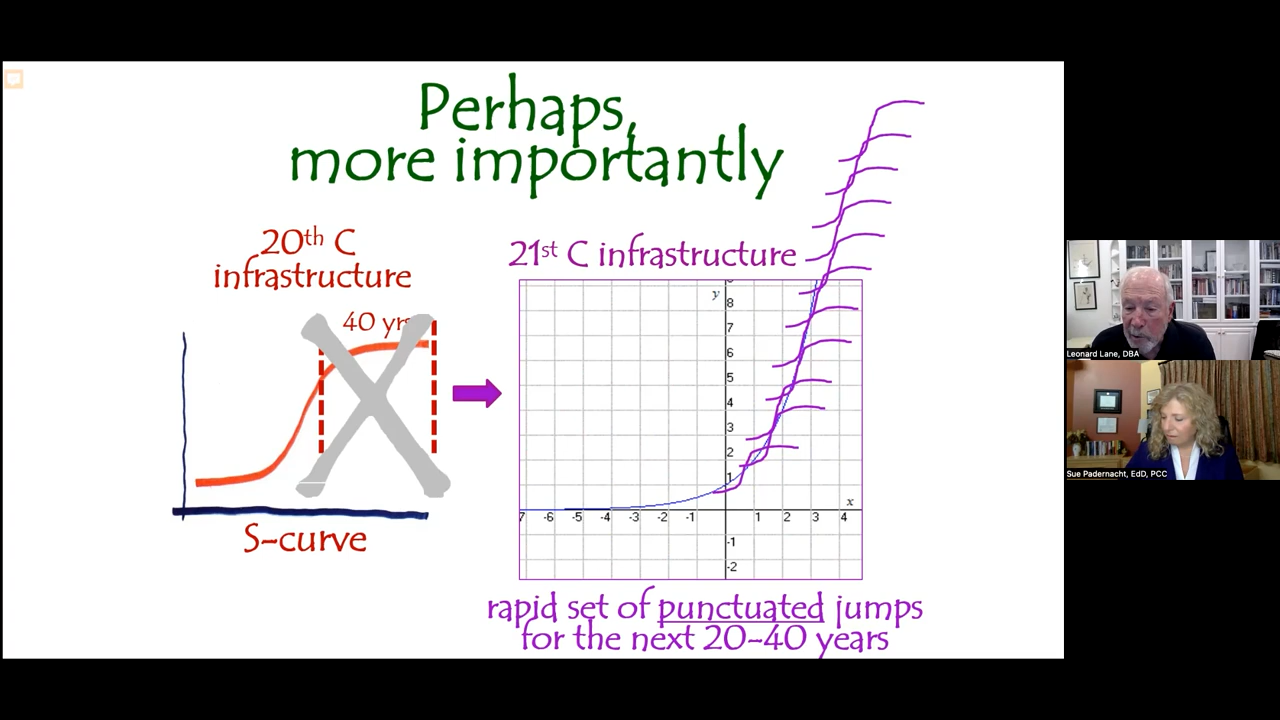 Perhaps,
more importantly
20th C
infrastructure
40 yrs
S-curve
21st C infrastructure
y
8
7
6
5
4
3
2
1
7 -6 -5 -4 -3 -2 -1 1 2 3 4
x
-1
-2
rapid set of punctuated jumps
for the next 20-40 years
Leonard Lane, DBA
Sue Padernacht, EdD, PCC